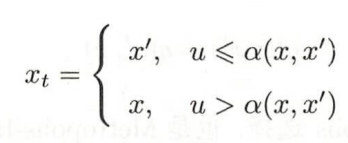 x_t = { x′, u ⩽ α(x, x′)
x, u > α(x, x′)